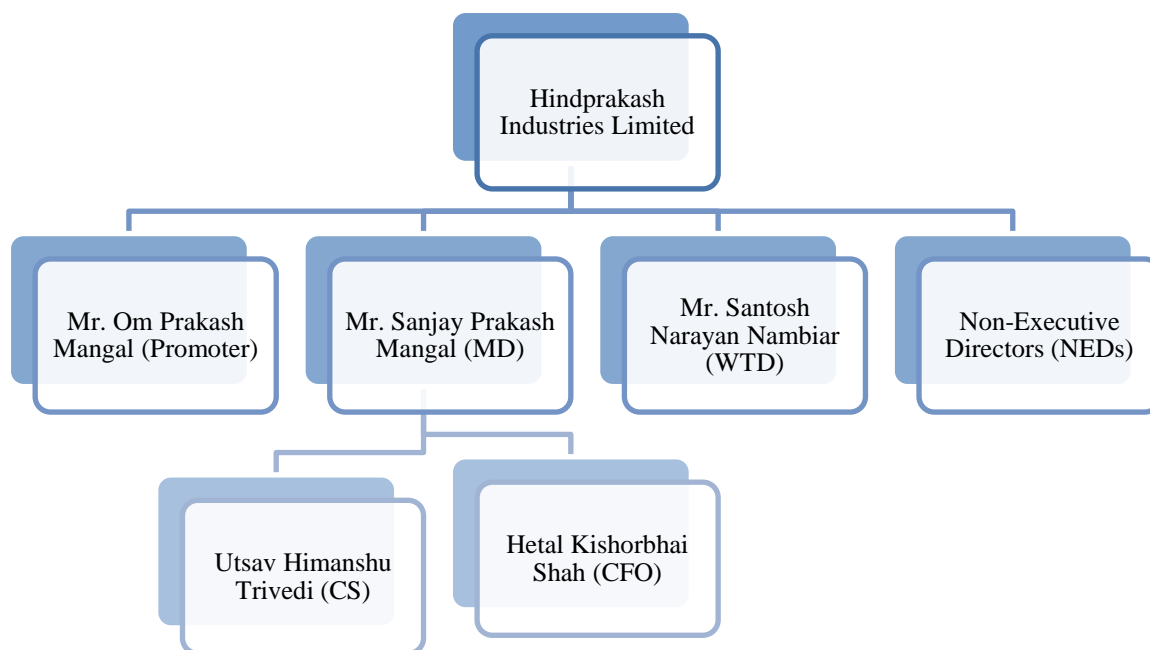 Hindprakash
Industries Limited
Mr. Om Prakash
Mangal (Promoter)
Mr. Sanjay Prakash
Mangal (MD)
Mr. Santosh
Narayan Nambiar
(WTD)
Non-Executive
Directors (NEDs)
Utsav Himanshu
Trivedi (CS)
Hetal Kishorbhai
Shah (CFO)